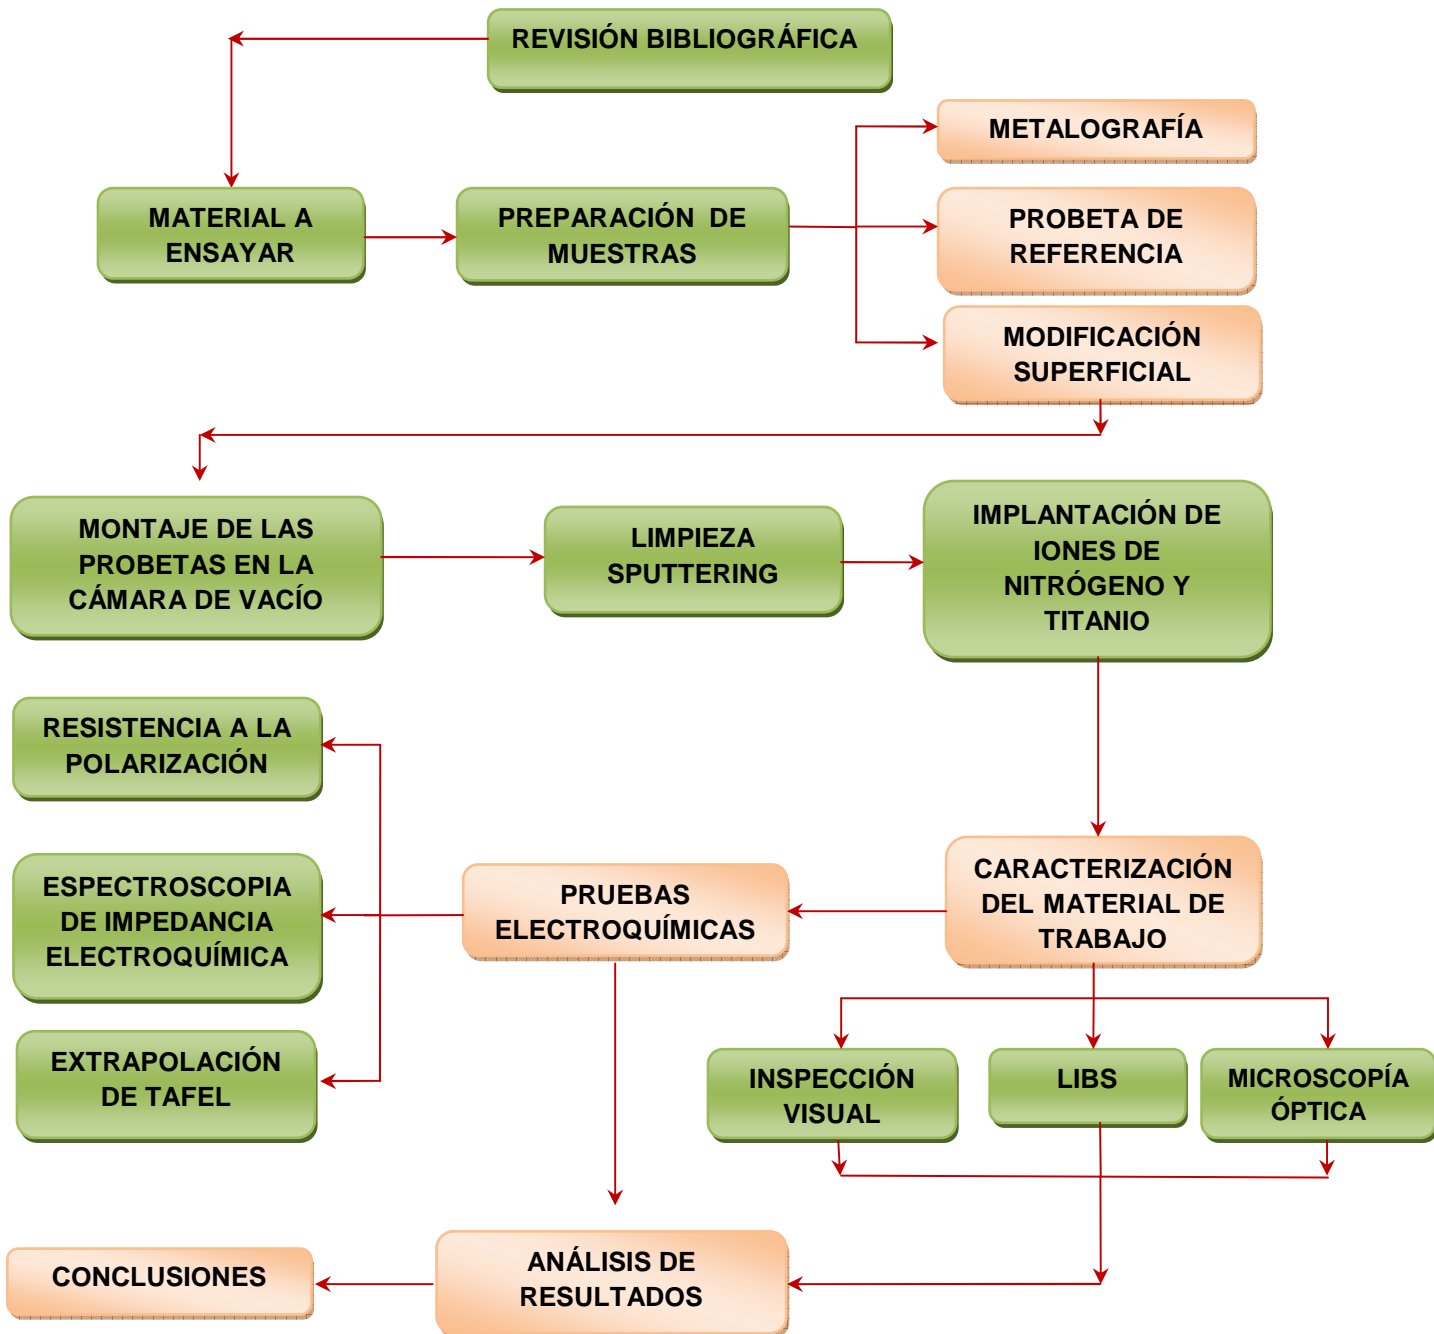 REVISIÓN BIBLIOGRÁFICA
METALOGRAFÍA
MATERIAL A
ENSAYAR
PREPARACIÓN DE
MUESTRAS
PROBETA DE
REFERENCIA
MODIFICACIÓN
SUPERFICIAL
MONTAJE DE LAS
PROBETAS EN LA
CÁMARA DE VACÍO
LIMPIEZA
SPUTTERING
IMPLANTACIÓN DE
IONES DE
NITRÓGENO Y
TITANIO
RESISTENCIA A LA
POLARIZACIÓN
ESPECTROSCOPIA
DE IMPEDANCIA
ELECTROQUÍMICA
EXTRAPOLACIÓN
DE TAFEL
PRUEBAS
ELECTROQUÍMICAS
CARACTERIZACIÓN
DEL MATERIAL DE
TRABAJO
INSPECCIÓN
VISUAL
LIBS
MICROSCOPÍA
ÓPTICA
CONCLUSIONES
ANÁLISIS DE
RESULTADOS